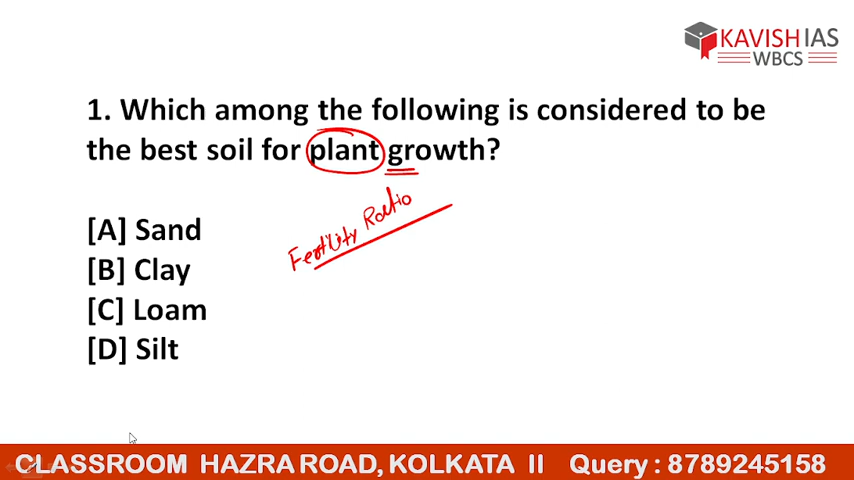 KAVISH IAS
WBCS
1. Which among the following is considered to be
the best soil for plant growth?
Fertility Ratio
[A] Sand
[B] Clay
[C] Loam
[D] Silt
CLASSROOM HAZRA ROAD, KOLKATA II Query : 8789245158